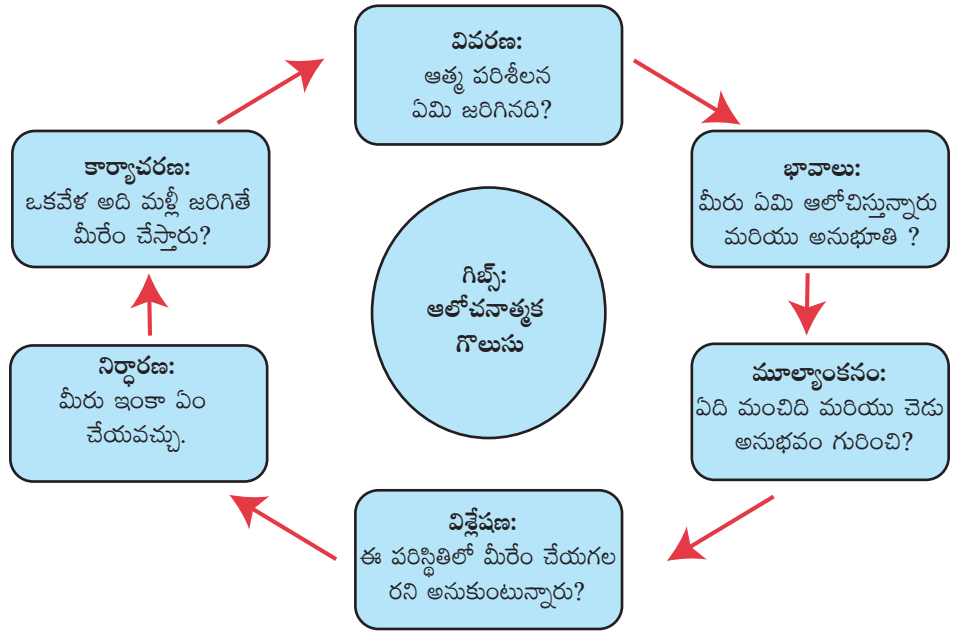 వివరణ:
ఆత్మ పరిశీలన
ఏమి జరిగినది?
భావాలు:
మీరు ఏమి ఆలోచిస్తున్నారు
మరియు అనుభూతి ?
మూల్యాంకనం:
ఏది మంచిది మరియు చెడు
అనుభవం గురించి?
విశ్లేషణ:
ఈ పరిస్థితిలో మీరేం చేయగల
రని అనుకుంటున్నారు?
నిర్ధారణ:
మీరు ఇంకా ఏం
చేయవచ్చు.
కార్యాచరణ:
ఒకవేళ అది మళ్లీ జరిగితే
మీరేం చేస్తారు?
గిబ్స్:
ఆలోచనాత్మక
గొలుసు